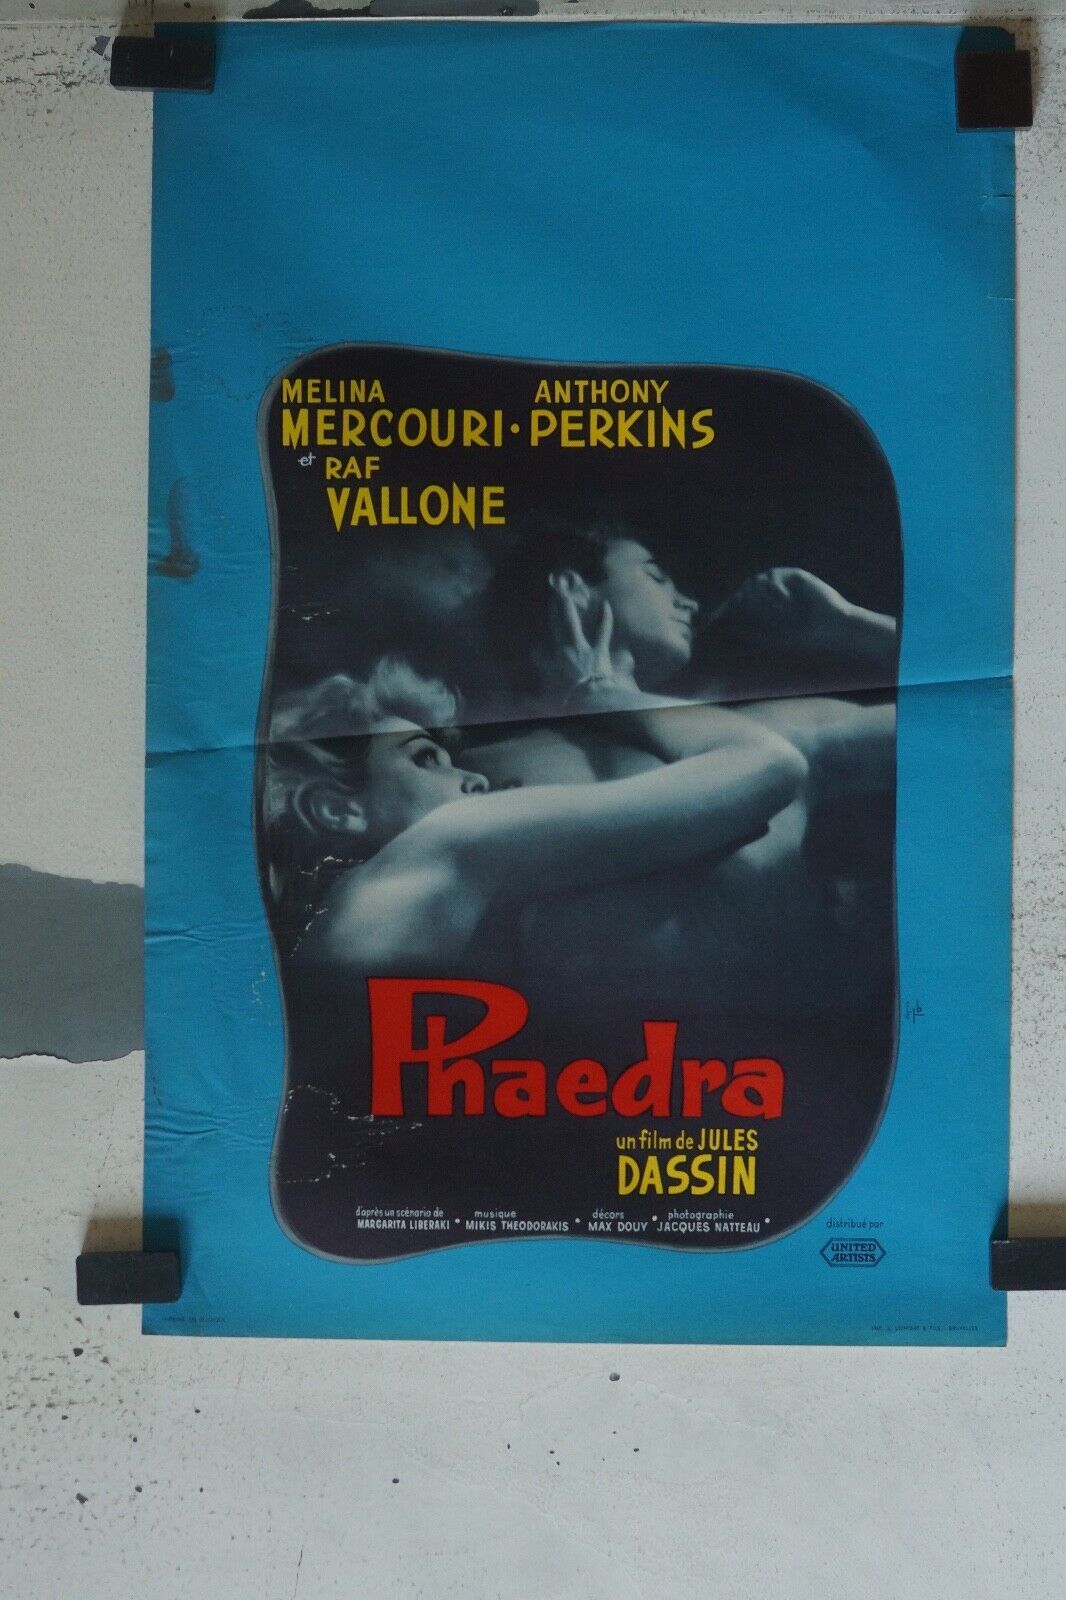 MELINA ANTHONY
MERCOURI • PERKINS
et RAF
VALLONE
Phaedra
un film de JULES
DASSIN
d'après un scénario de musique décors photographie
MARGARITA LIBERAKI • MIKIS THEODORAKIS • MAX DOUY • JACQUES NATTEAU •
distribué par
UNITED
ARTISTS